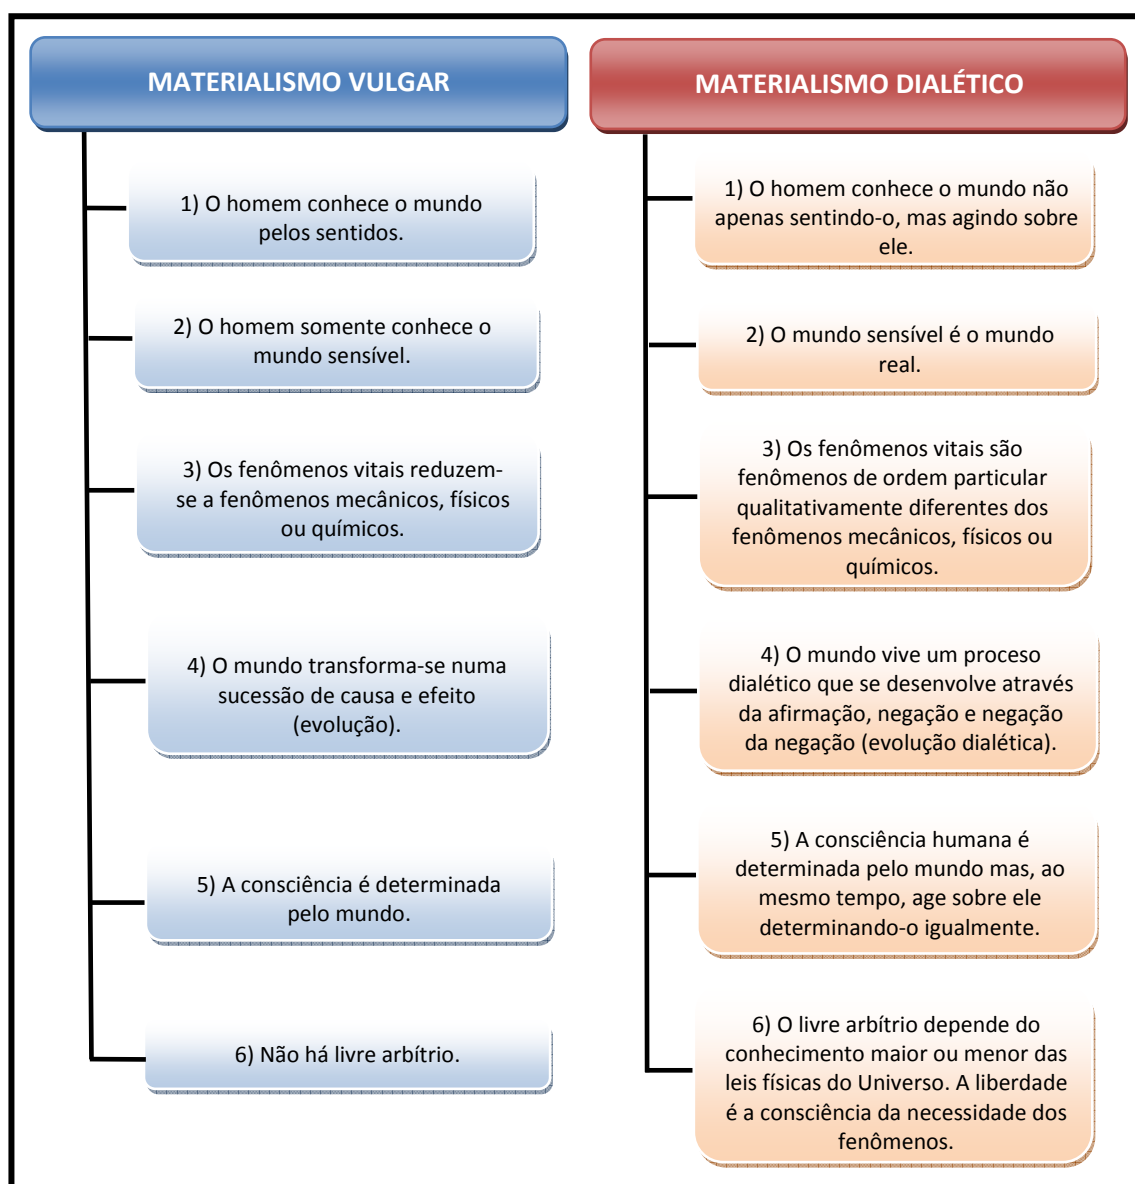 MATERIALISMO VULGAR
1) O homem conhece o mundo
pelos sentidos.
2) O homem somente conhece o
mundo sensível.
3) Os fenômenos vitais reduzem-
se a fenômenos mecânicos, físicos
ou químicos.
4) O mundo transforma-se numa
sucessão de causa e efeito
(evolução).
5) A consciência é determinada
pelo mundo.
6) Não há livre arbítrio.
MATERIALISMO DIALÉTICO
1) O homem conhece o mundo não
apenas sentindo-o, mas agindo sobre
ele.
2) O mundo sensível é o mundo
real.
3) Os fenômenos vitais são
fenômenos de ordem particular
qualitativamente diferentes dos
fenômenos mecânicos, físicos ou
químicos.
4) O mundo vive um processo
dialético que se desenvolve através
da afirmação, negação e negação
da negação (evolução dialética).
5) A consciência humana é
determinada pelo mundo mas, ao
mesmo tempo, age sobre ele
determinando-o igualmente.
6) O livre arbítrio depende do
conhecimento maior ou menor das
leis físicas do Universo. A liberdade
é a consciência da necessidade dos
fenômenos.